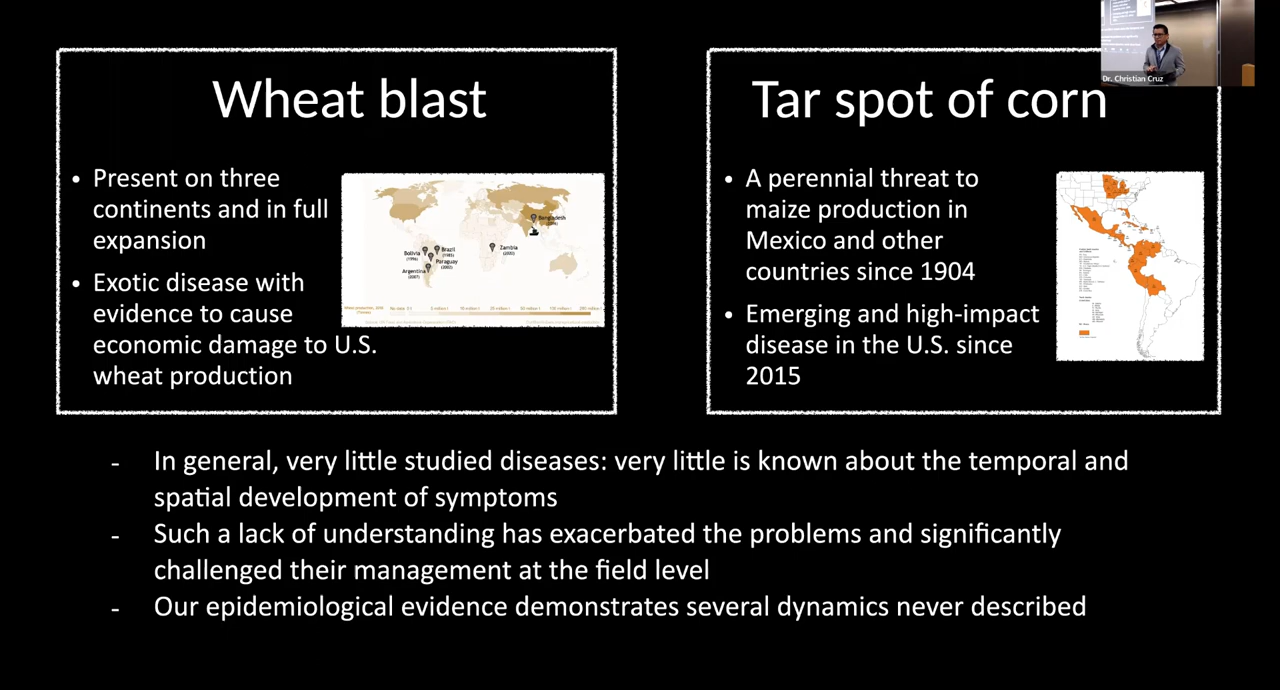 Wheat blast
Present on three
continents and in full
expansion
Exotic disease with
evidence to cause
economic damage to U.S.
wheat production
Bangladesh
Bolivia
Brazil
Zambia
Paraguay
Argentina
Tar spot of corn
Dr. Christian Cruz
A perennial threat to
maize production in
Mexico and other
countries since 1904
Emerging and high-impact
disease in the U.S. since
2015
- In general, very little studied diseases: very little is known about the temporal and
spatial development of symptoms
- Such a lack of understanding has exacerbated the problems and significantly
challenged their management at the field level
- Our epidemiological evidence demonstrates several dynamics never described